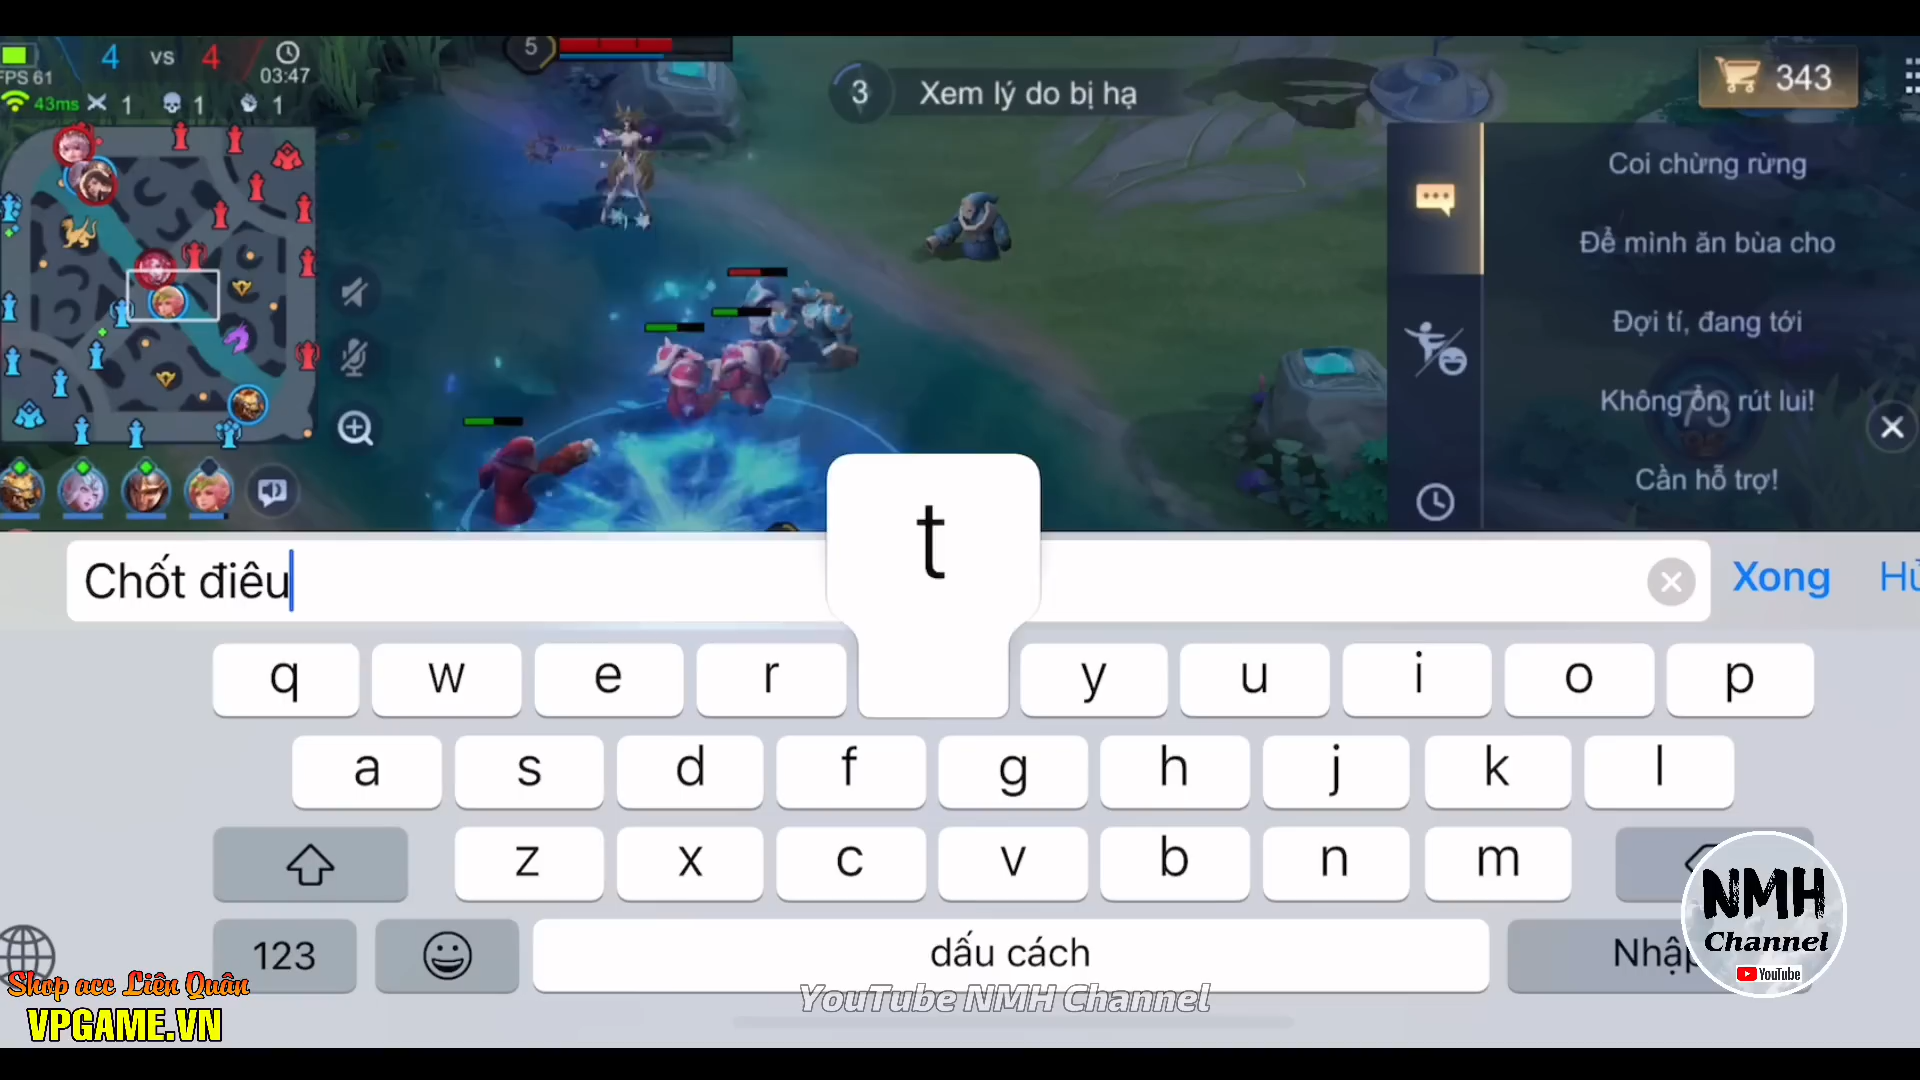 4 vs 4
FPS 61
03:47
43ms 1 1 1
5
3
Xem lý do bị hạ
343
Coi chừng rừng
Để mình ăn bùa cho
Đợi tí, đang tới
Không ổn, rút lui!
73
Cần hỗ trợ!
Chốt điêu
Xong
t
q w e r y u i o p
a s d f g h j k l
z x c v b n m
123
dấu cách
NMH
Channel
YouTube
Shop acc Liên Quân
VPGAME.VN
YouTube NMH Channel